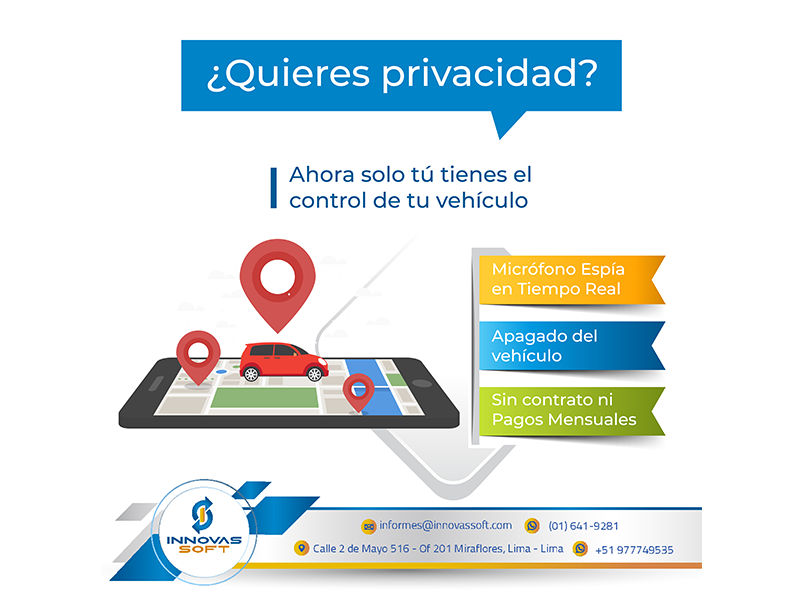 ¿Quieres privacidad?
Ahora solo tú tienes el
control de tu vehículo
Micrófono Espía
en Tiempo Real
Apagado del
vehículo
Sin contrato ni
Pagos Mensuales
INNOVAS
SOFT
informes@innovassoft.com (01) 641-9281
Calle 2 de Mayo 516 - Of 201 Miraflores, Lima - Lima +51 977749535